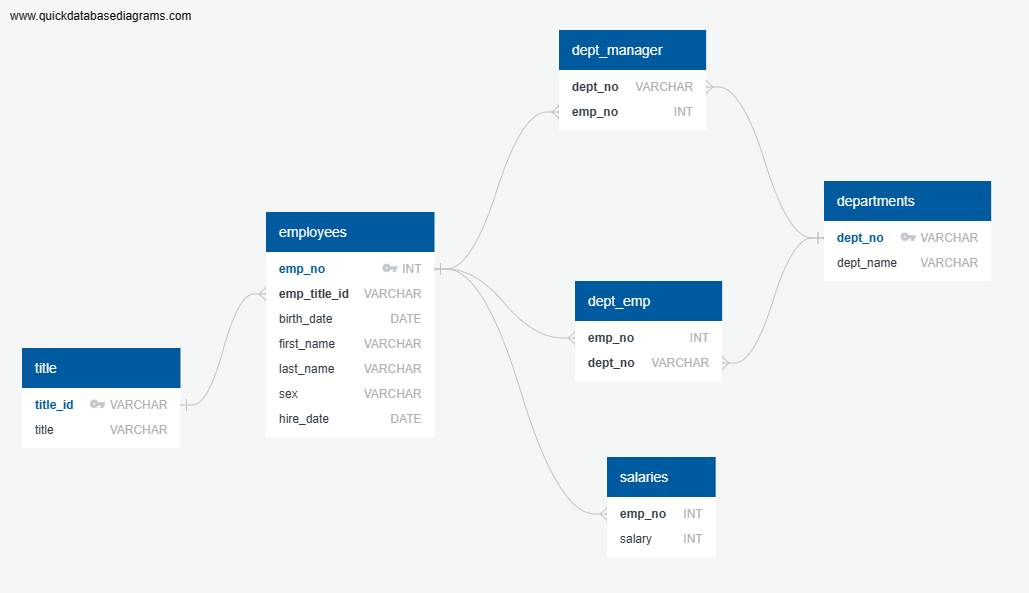 www.quickdatabasediagrams.com
dept_manager
dept_no VARCHAR
emp_no INT
departments
dept_no VARCHAR
dept_name VARCHAR
employees
emp_no INT
emp_title_id VARCHAR
birth_date DATE
first_name VARCHAR
last_name VARCHAR
sex VARCHAR
hire_date DATE
dept_emp
emp_no INT
dept_no VARCHAR
title
title_id VARCHAR
title VARCHAR
salaries
emp_no INT
salary INT